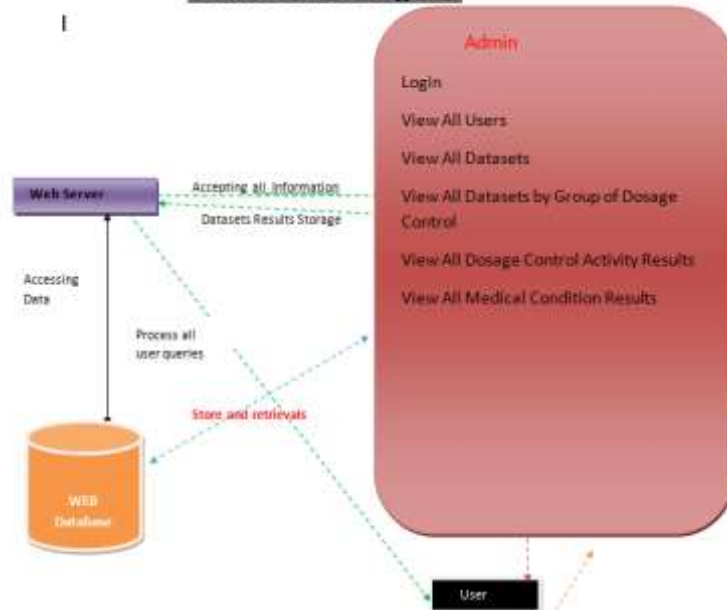 Admin
Login
View All Users
View All Datasets
View All Datasets by Group of Dosage
Control
View All Dosage Control Activity Results
View All Medical Condition Results
Web Server
Accepting all Information
Datasets Results Storage
Accessing
Data
Process all
user queries
Store and retrievals
WEB
Database
User